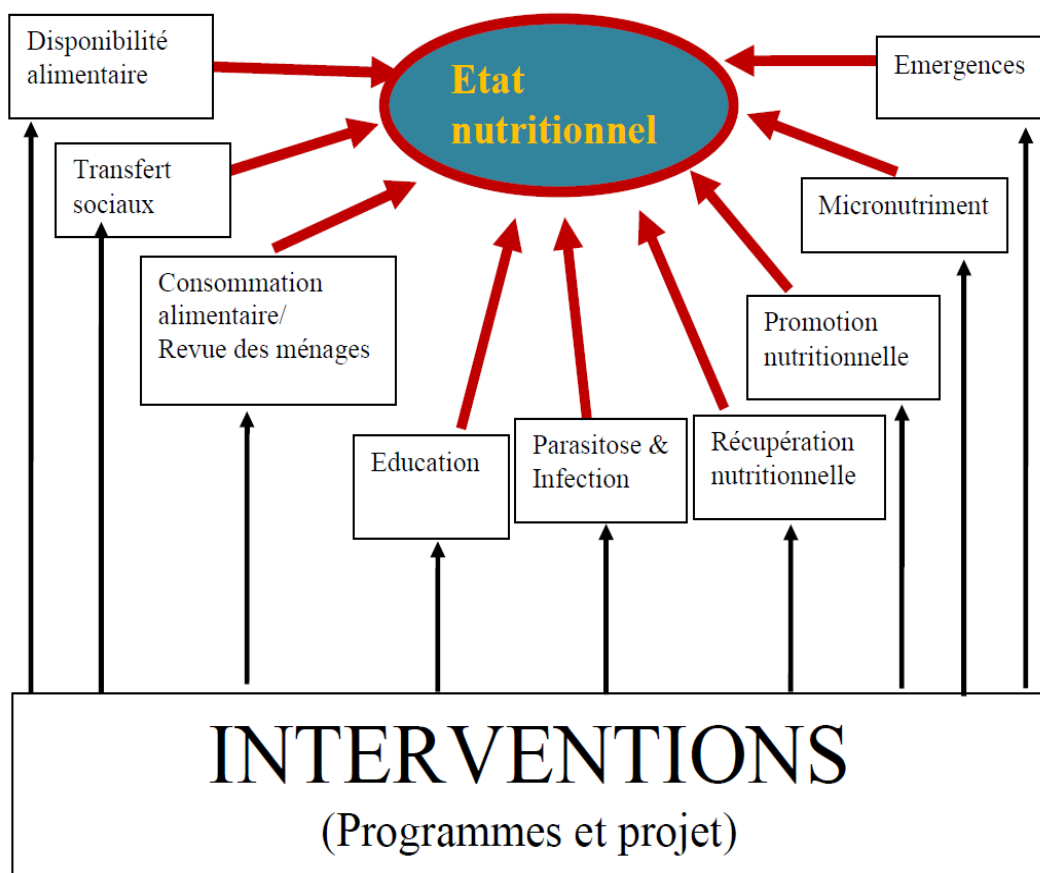 Disponibilité
alimentaire
Etat
nutritionnel
Emergences
Transfert
sociaux
Micronutriment
Consommation
alimentaire/
Revue des ménages
Promotion
nutritionnelle
Education
Parasitose &
Infection
Récupération
nutritionnelle
INTERVENTIONS
(Programmes et projet)